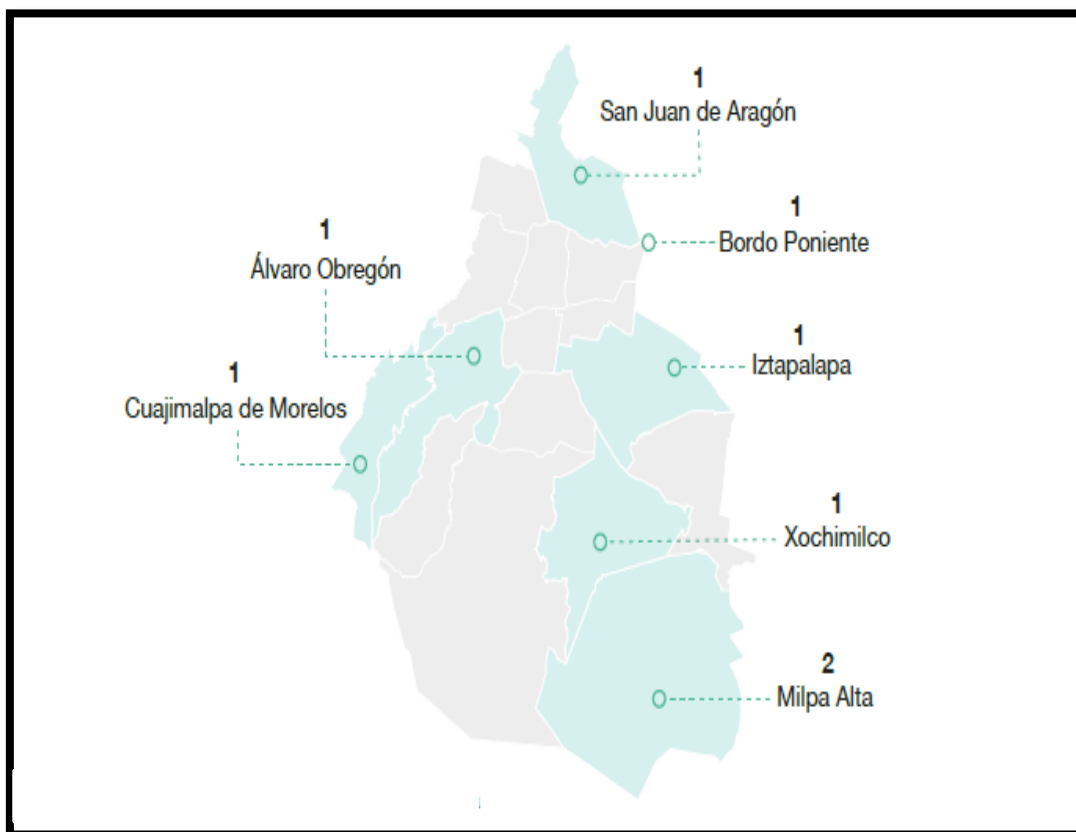 1
San Juan de Aragón
1
Bordo Poniente
1
Álvaro Obregón
1
Iztapalapa
1
Cuajimalpa de Morelos
1
Xochimilco
2
Milpa Alta